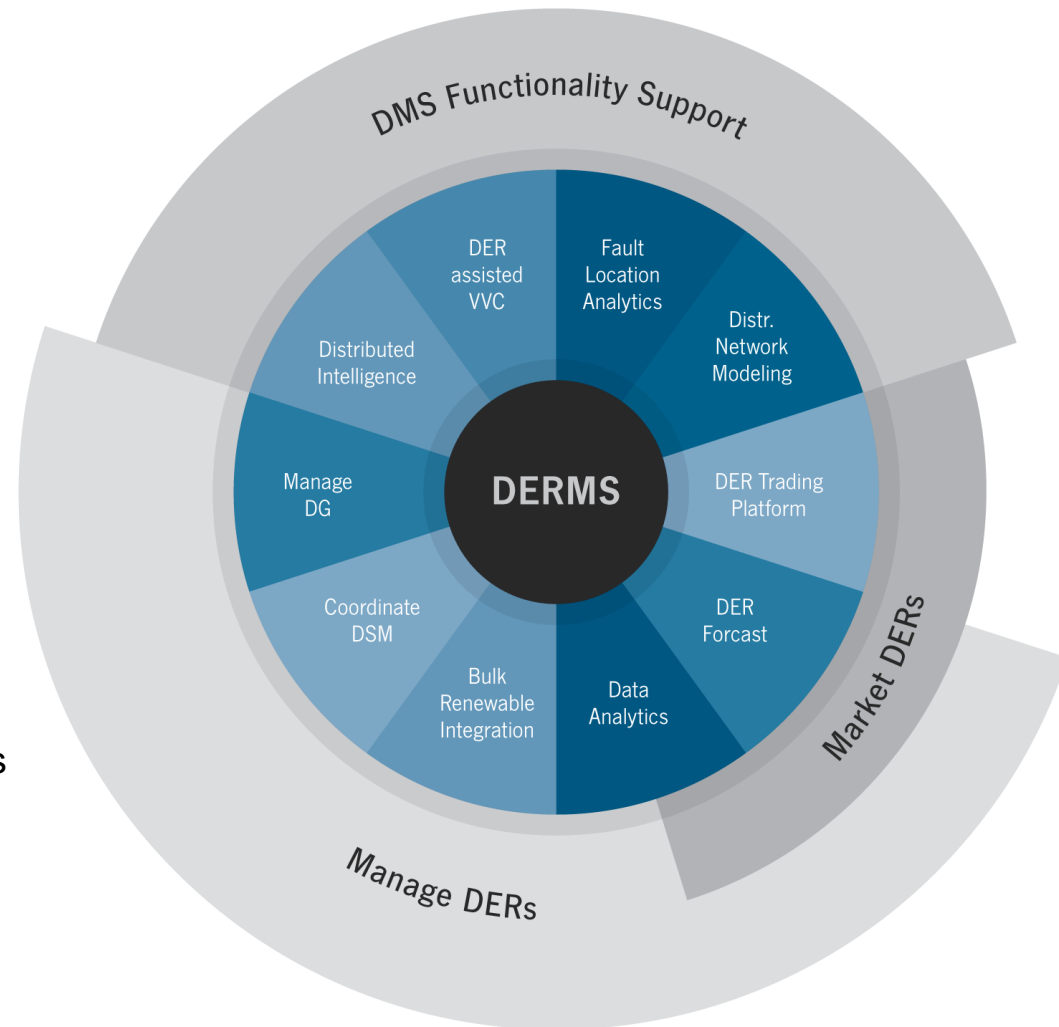 DMS Functionality Support
DER
assisted
VVC
Fault
Location
Analytics
Distr.
Network
Modeling
Distributed
Intelligence
Manage
DG
DERMS
DER Trading
Platform
Coordinate
DSM
DER
Forcast
Bulk
Renewable
Integration
Data
Analytics
Market DERs
s
Manage DERs